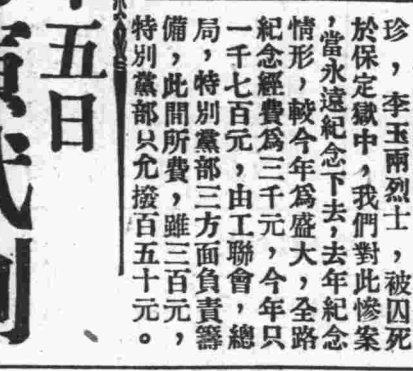 珍，李玉兩烈士，被囚死
於保定獄中，我們對此慘案
，當永遠紀念下去，去年紀念
情形，較今年爲盛大，全路
紀念經費爲三千元，今年只
一千七百元，由工聯會，總
局，特別黨部三方面負責籌
備，此間所費，雖三百元，
特別黨部只允撥百五十元。
五日